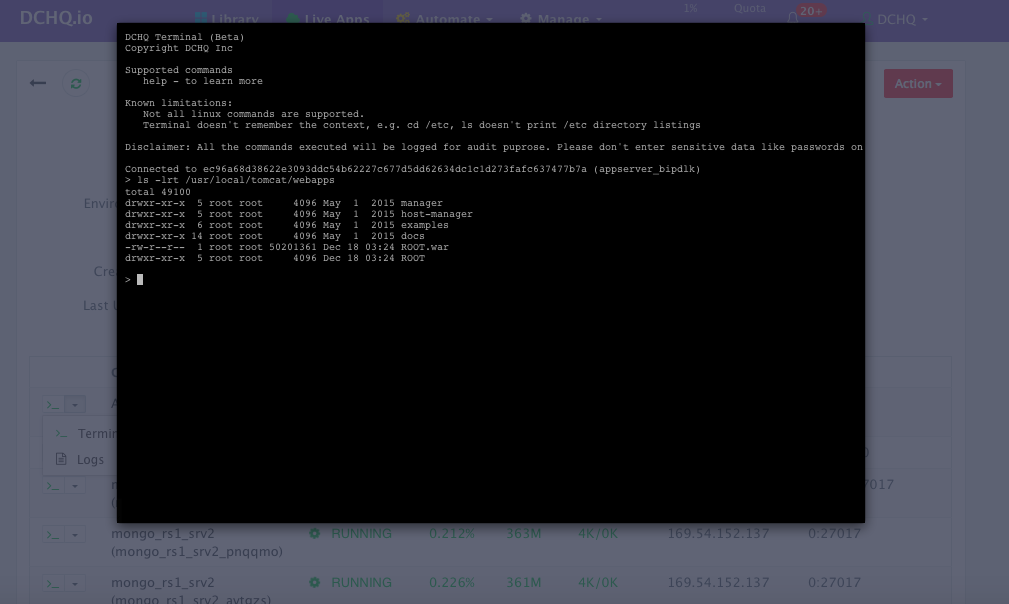 DCHQ.io
Library
Live Apps
Automate
Manage
1%
Quota
20+
DCHQ
Action
DCHQ Terminal (Beta)
Copyright DCHQ Inc
Supported commands
help - to learn more
Known limitations:
Not all linux commands are supported.
Terminal doesn't remember the context, e.g. cd /etc, ls doesn't print /etc directory listings
Disclaimer: All the commands executed will be logged for audit puprose. Please don't enter sensitive data like passwords on
Connected to ec96a68d38622e3093ddc54b62227c677d5dd62634dc1c1d273fafc637477b7a (appserver_bipdlk)
> ls -lrt /usr/local/tomcat/webapps
total 49100
drwxr-xr-x  5 root root     4096 May  1  2015 manager
drwxr-xr-x  5 root root     4096 May  1  2015 host-manager
drwxr-xr-x  6 root root     4096 May  1  2015 examples
drwxr-xr-x 14 root root     4096 May  1  2015 docs
-rw-r--r--  1 root root 50201361 Dec 18 03:24 ROOT.war
drwxr-xr-x  5 root root     4096 Dec 18 03:24 ROOT
>
Enviro
Cre
Last
>_
>_ Termin
Logs
>_ 7017
>_ mongo_rs1_srv2 RUNNING 0.212% 363M 4K/0K 169.54.152.137 0:27017
(mongo_rs1_srv2_pnqqmo)
>_ mongo_rs1_srv2 RUNNING 0.226% 361M 4K/0K 169.54.152.137 0:27017
(mongo_rs1_srv2_avtqzs)